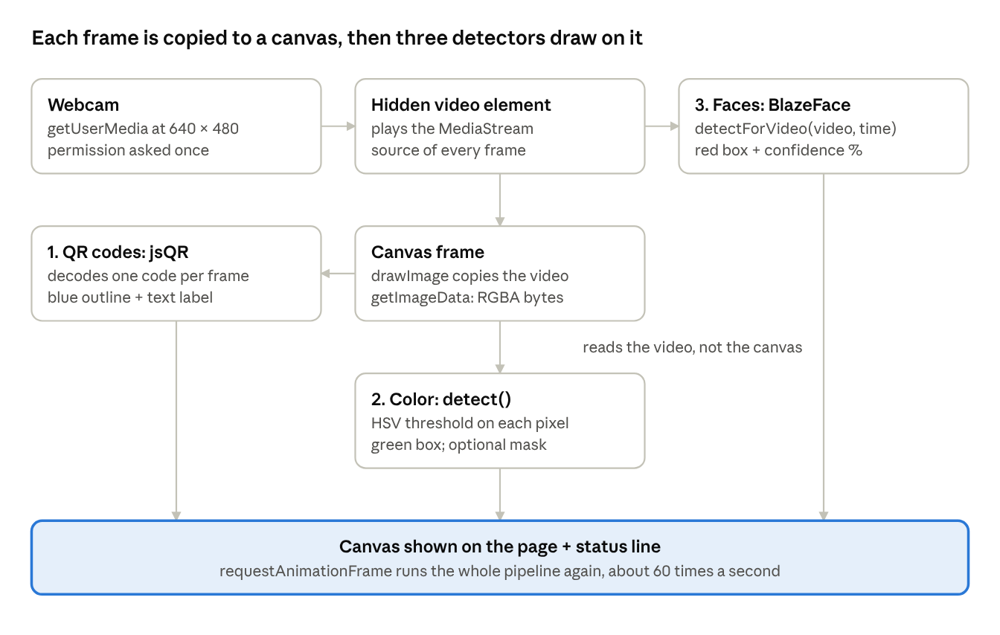 Each frame is copied to a canvas, then three detectors draw on it
Webcam
getUserMedia at 640 × 480
permission asked once
Hidden video element
plays the MediaStream
source of every frame
3. Faces: BlazeFace
detectForVideo(video, time)
red box + confidence %
1. QR codes: jsQR
decodes one code per frame
blue outline + text label
Canvas frame
drawImage copies the video
getImageData: RGBA bytes
reads the video, not the canvas
2. Color: detect()
HSV threshold on each pixel
green box; optional mask
Canvas shown on the page + status line
requestAnimationFrame runs the whole pipeline again, about 60 times a second